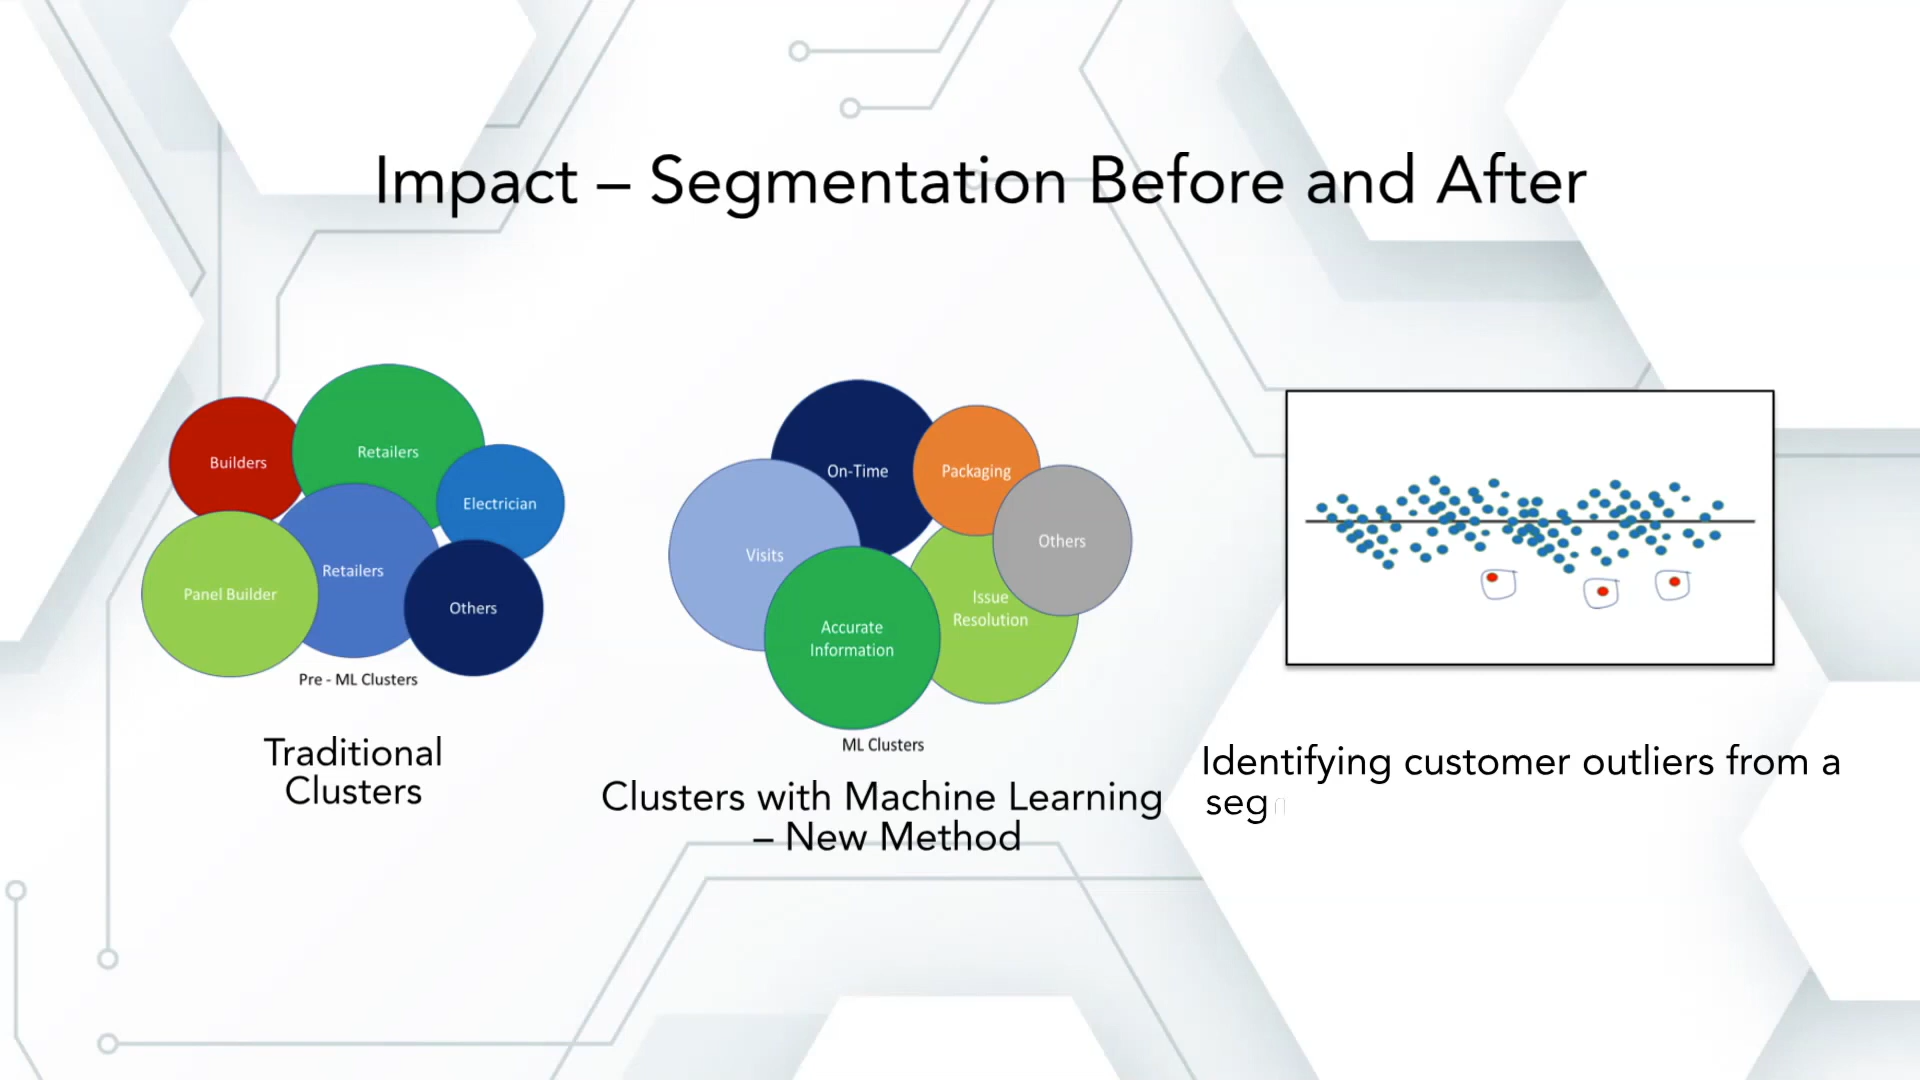 Impact – Segmentation Before and After
Builders
Retailers
Electrician
Panel Builder
Retailers
Others
Pre - ML Clusters
Traditional
Clusters
On-Time
Packaging
Visits
Others
Issue
Resolution
Accurate
Information
ML Clusters
Clusters with Machine Learning
– New Method
Identifying customer outliers from a
seg